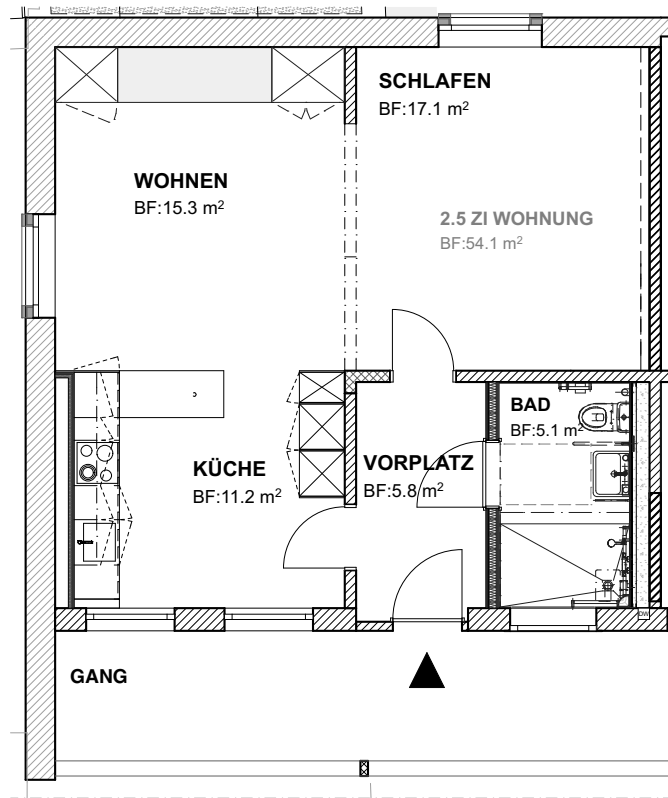 SCHLAFEN
BF:17.1 m²
WOHNEN
BF:15.3 m²
2.5 ZI WOHNUNG
BF:54.1 m²
BAD
BF:5.1 m²
KÜCHE
BF:11.2 m²
VORPLATZ
BF:5.8 m²
DW
GANG